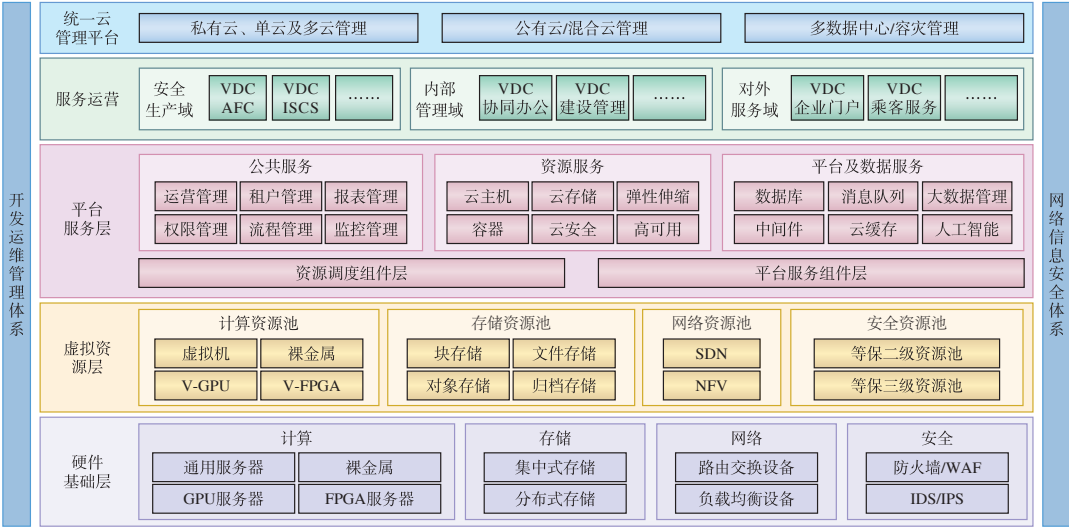 开发运维管理体系
统一云
管理平台
私有云、单云及多云管理
公有云/混合云管理
多数据中心/容灾管理
服务运营
安全
生产域
VDC
AFC
VDC
ISCS
……
内部
管理域
VDC
协同办公
VDC
建设管理
……
对外
服务域
VDC
企业门户
VDC
乘客服务
……
平台
服务层
公共服务
运营管理
租户管理
报表管理
权限管理
流程管理
监控管理
资源服务
云主机
云存储
弹性伸缩
容器
云安全
高可用
平台及数据服务
数据库
消息队列
大数据管理
中间件
云缓存
人工智能
资源调度组件层
平台服务组件层
虚拟资
源层
计算资源池
虚拟机
裸金属
V-GPU
V-FPGA
存储资源池
块存储
文件存储
对象存储
归档存储
网络资源池
SDN
NFV
安全资源池
等保二级资源池
等保三级资源池
硬件
基础层
计算
通用服务器
裸金属
GPU服务器
FPGA服务器
存储
集中式存储
分布式存储
网络
路由交换设备
负载均衡设备
安全
防火墙/WAF
IDS/IPS
网络信息安全体系